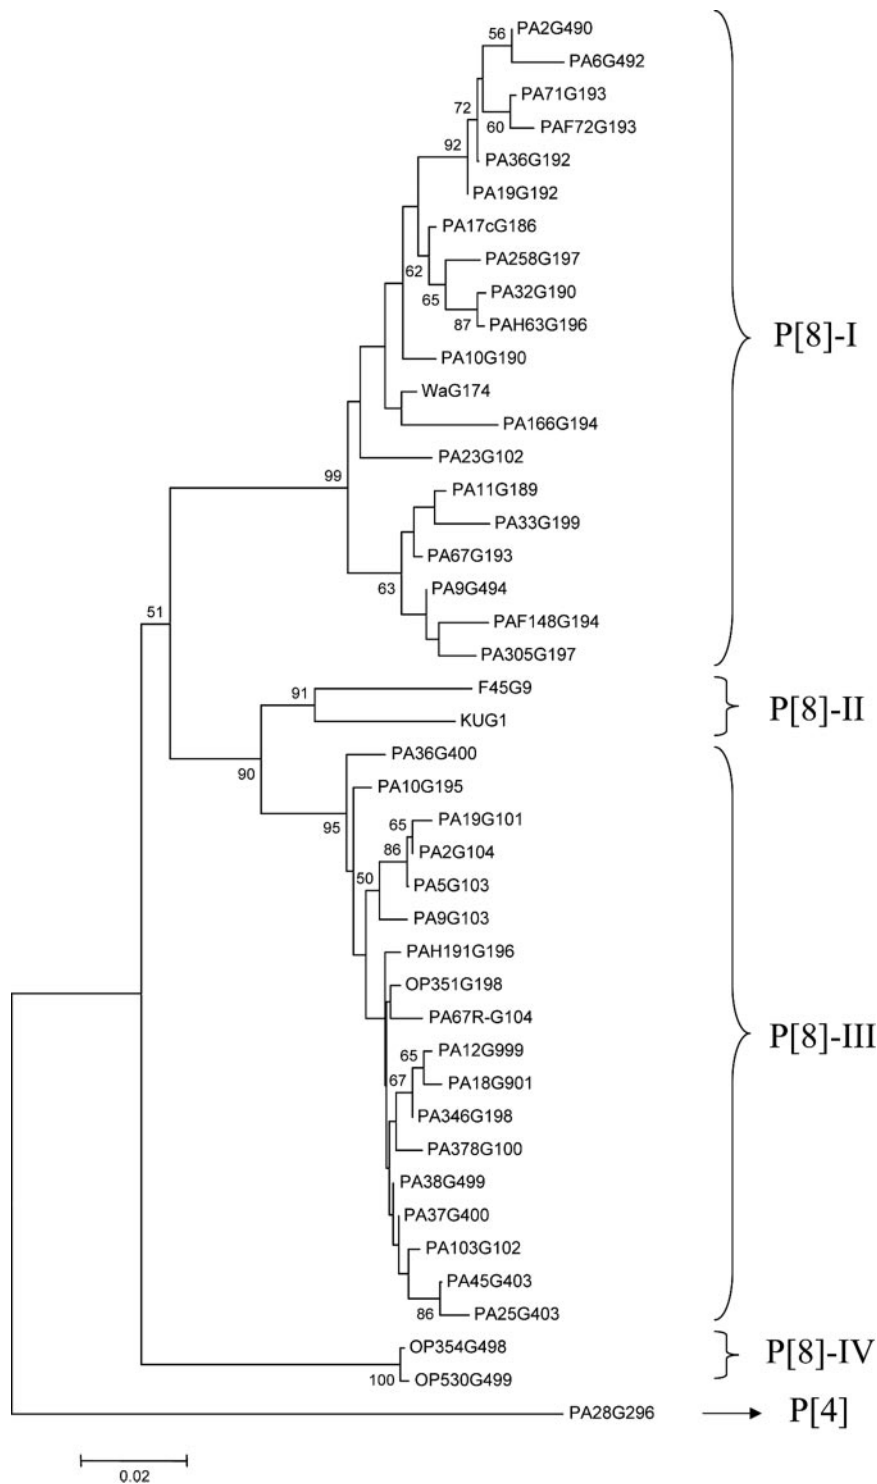 56 PA2G490
PA6G492
PA71G193
72
60 PAF72G193
92
PA36G192
PA19G192
PA17cG186
62 PA258G197
65 PA32G190
87 PAH63G196
P[8]-I
PA10G190
WaG174
PA166G194
PA23G102
99
PA11G189
PA33G199
PA67G193
63 PA9G494
51 PAF148G194
PA305G197
91 F45G9
P[8]-II
KUG1
PA36G400
90
PA10G195
95 65 PA19G101
86 PA2G104
50 PA5G103
PA9G103
PAH191G196
OP351G198
PA67R-G104
P[8]-III
65 PA12G999
67 PA18G901
PA346G198
PA378G100
PA38G499
PA37G400
PA103G102
PA45G403
86 PA25G403
OP354G498
P[8]-IV
100 OP530G499
PA28G296 P[4]
0.02